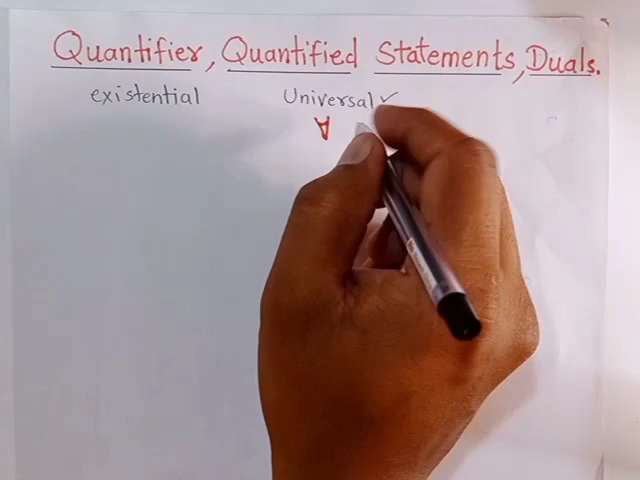 Quantifier, Quantified Statements, Duals.
existential Universal ✓
∀